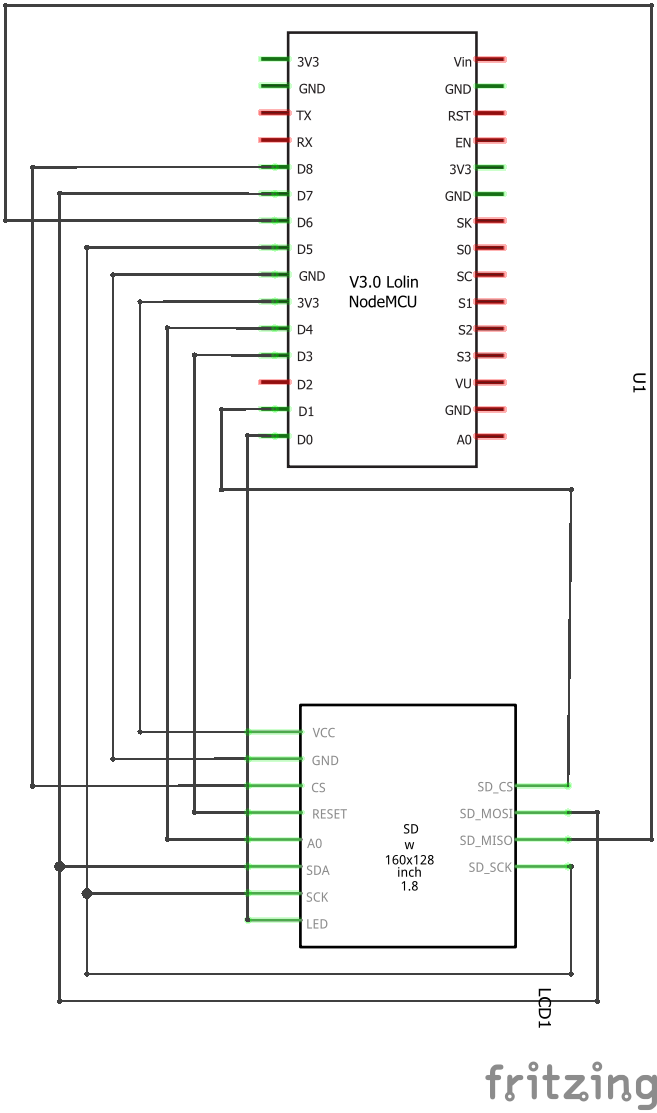 3V3
GND
TX
RX
D8
D7
D6
D5
GND
3V3
D4
D3
D2
D1
D0
V3.0 Lolin
NodeMCU
Vin
GND
RST
EN
3V3
GND
SK
S0
SC
S1
S2
S3
VU
GND
A0
U1
VCC
GND
CS
RESET
A0
SDA
SCK
LED
SD
w
160x128
inch
1.8
SD_CS
SD_MOSI
SD_MISO
SD_SCK
LCD1
fritzing